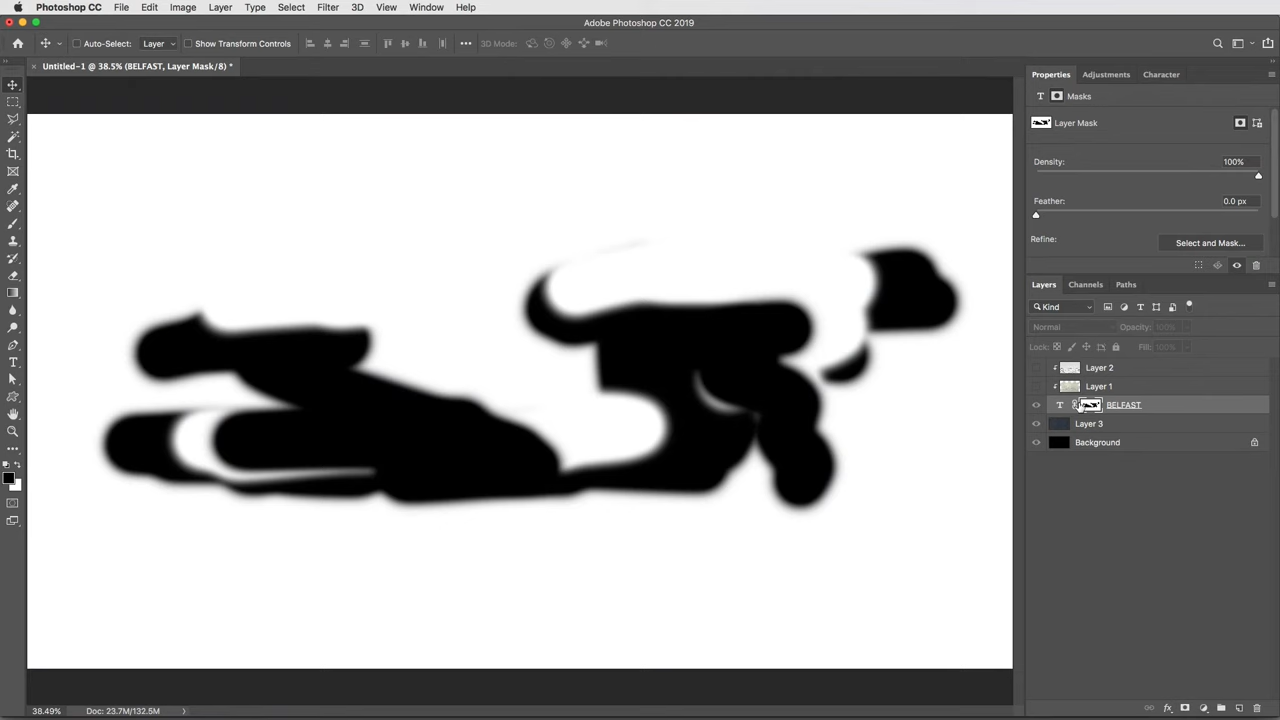 Photoshop CC File Edit Image Layer Type Select Filter 3D View Window Help
Adobe Photoshop CC 2019
Auto-Select: Layer Show Transform Controls 3D Mode:
Untitled-1 @ 38.5% (BELFAST, Layer Mask/8) *
Properties Adjustments Character
T Masks
Layer Mask
Density: 100%
Feather: 0.0 px
Refine: Select and Mask...
Layers Channels Paths
Kind
Normal Opacity: 100%
Lock: Fill: 100%
Layer 2
Layer 1
T BELFAST
Layer 3
Background
38.49% Doc: 23.7M/132.5M